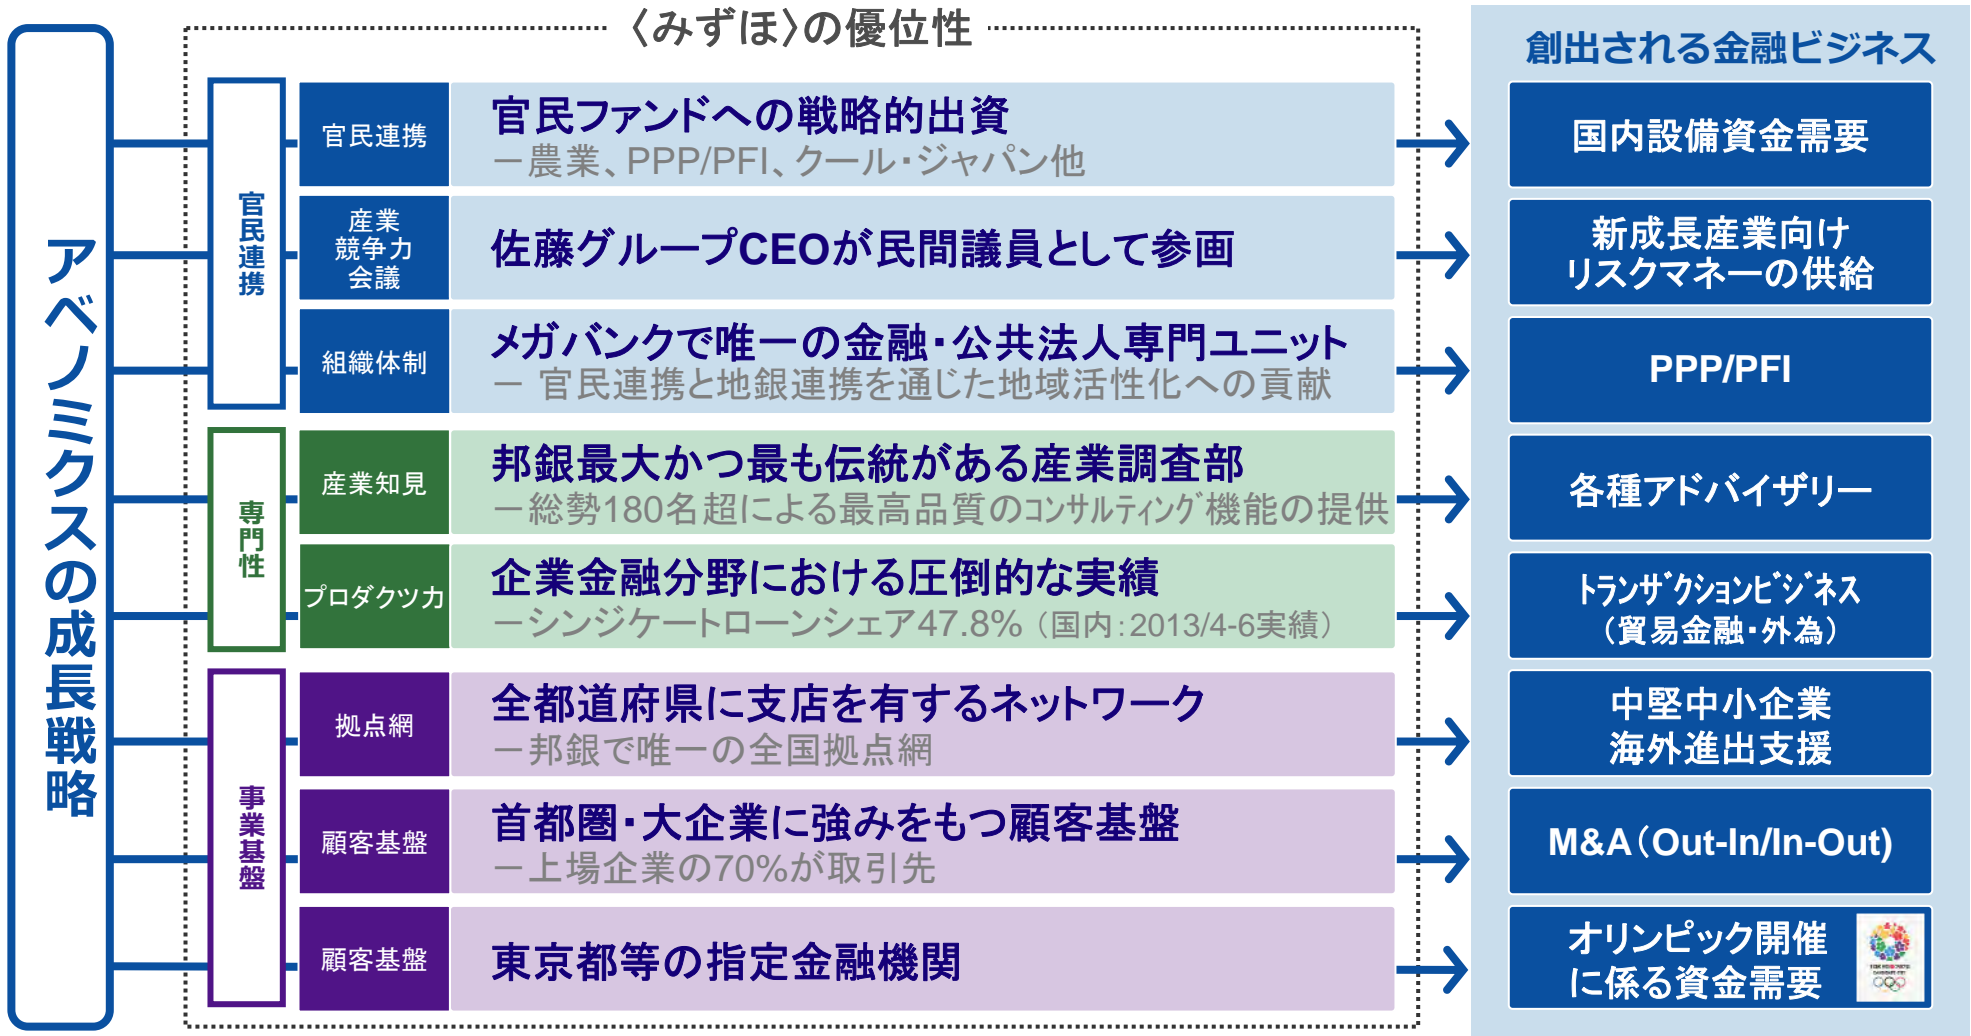 アベノミクスの成長戦略
〈みずほ〉の優位性
官民連携
官民連携
官民ファンドへの戦略的出資
－農業、PPP/PFI、クール・ジャパン他
産業
競争力
会議
佐藤グループCEOが民間議員として参画
組織体制
メガバンクで唯一の金融・公共法人専門ユニット
－ 官民連携と地銀連携を通じた地域活性化への貢献
専門性
産業知見
邦銀最大かつ最も伝統がある産業調査部
－総勢180名超による最高品質のｺﾝｻﾙﾃｨﾝｸﾞ機能の提供
プロダクツ力
企業金融分野における圧倒的な実績
－シンジケートローンシェア47.8%（国内：2013/4-6実績）
事業基盤
拠点網
全都道府県に支店を有するネットワーク
－邦銀で唯一の全国拠点網
顧客基盤
首都圏・大企業に強みをもつ顧客基盤
－上場企業の70%が取引先
顧客基盤
東京都等の指定金融機関
創出される金融ビジネス
国内設備資金需要
新成長産業向け
リスクマネーの供給
PPP/PFI
各種アドバイザリー
ﾄﾗﾝｻﾞｸｼｮﾝﾋﾞｼﾞﾈｽ
（貿易金融・外為）
中堅中小企業
海外進出支援
M&A（Out-In/In-Out)
オリンピック開催
に係る資金需要